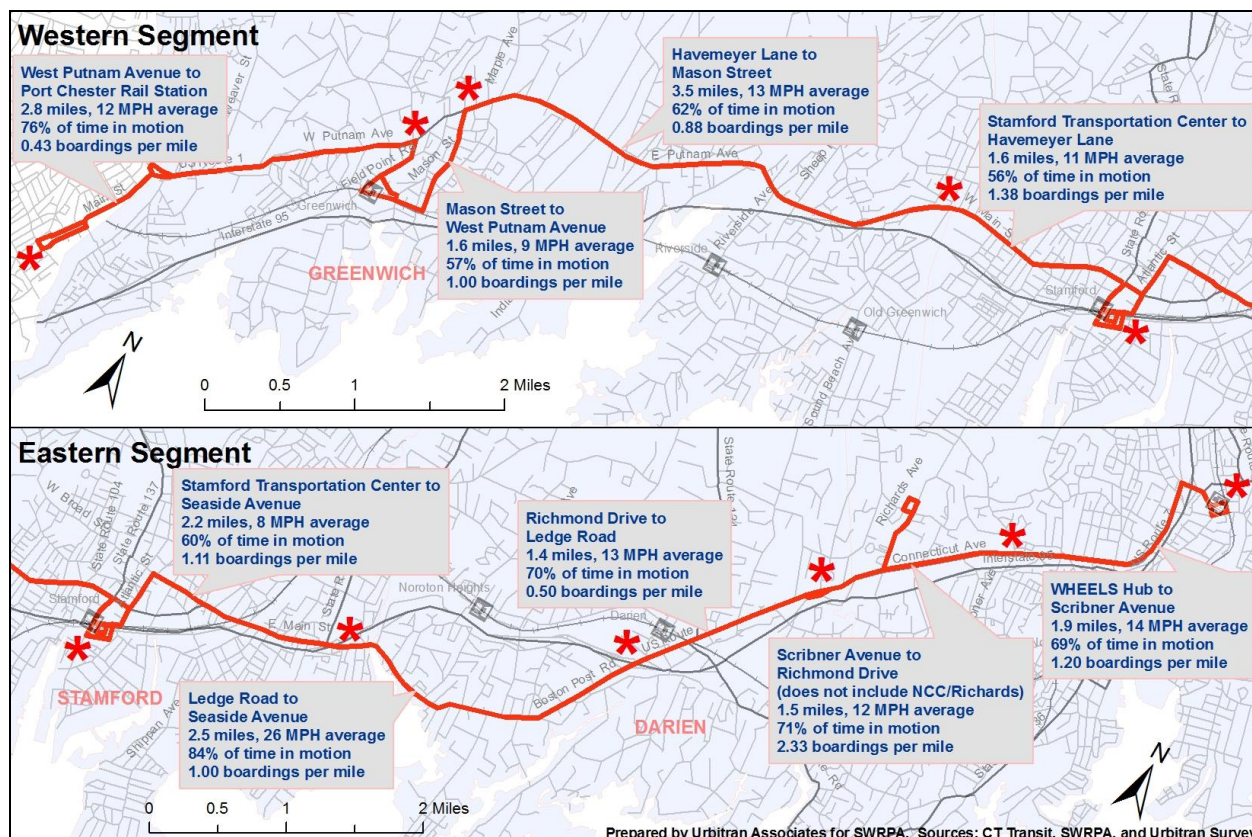 Western Segment
West Putnam Avenue to
Port Chester Rail Station
2.8 miles, 12 MPH average
76% of time in motion
0.43 boardings per mile
Havemeyer Lane to
Mason Street
3.5 miles, 13 MPH average
62% of time in motion
0.88 boardings per mile
Stamford Transportation Center to
Havemeyer Lane
1.6 miles, 11 MPH average
56% of time in motion
1.38 boardings per mile
Mason Street to
West Putnam Avenue
1.6 miles, 9 MPH average
57% of time in motion
1.00 boardings per mile
Weaver St
Maple Ave
W Putnam Ave
Mason St
E Putnam Ave
Main St
Greenwich
Interstate 95
GREENWICH
Riverside
Riverside Ave
Old Greenwich
Sound Beach Ave
Stamford
Atlantic St
N
0 0.5 1 2 Miles
Eastern Segment
Stamford Transportation Center to
Seaside Avenue
2.2 miles, 8 MPH average
60% of time in motion
1.11 boardings per mile
Richmond Drive to
Ledge Road
1.4 miles, 13 MPH average
70% of time in motion
0.50 boardings per mile
WHEELS Hub to
Scribner Avenue
1.9 miles, 14 MPH average
69% of time in motion
1.20 boardings per mile
Scribner Avenue to
Richmond Drive
(does not include NCC/Richards)
1.5 miles, 12 MPH average
71% of time in motion
2.33 boardings per mile
Ledge Road to
Seaside Avenue
2.5 miles, 26 MPH average
84% of time in motion
1.00 boardings per mile
State Route 104
State Route 137
Atlantic St
Stamford
E Main St
Noroton Heights
Darien
Boston Post Rd
Richards Ave
Connecticut Ave
Interstate 95
STAMFORD
Shippan Ave
DARIEN
N
0 0.5 1 2 Miles
Prepared by Urbitran Associates for SWRPA. Sources: CT Transit, SWRPA, and Urbitran Survey